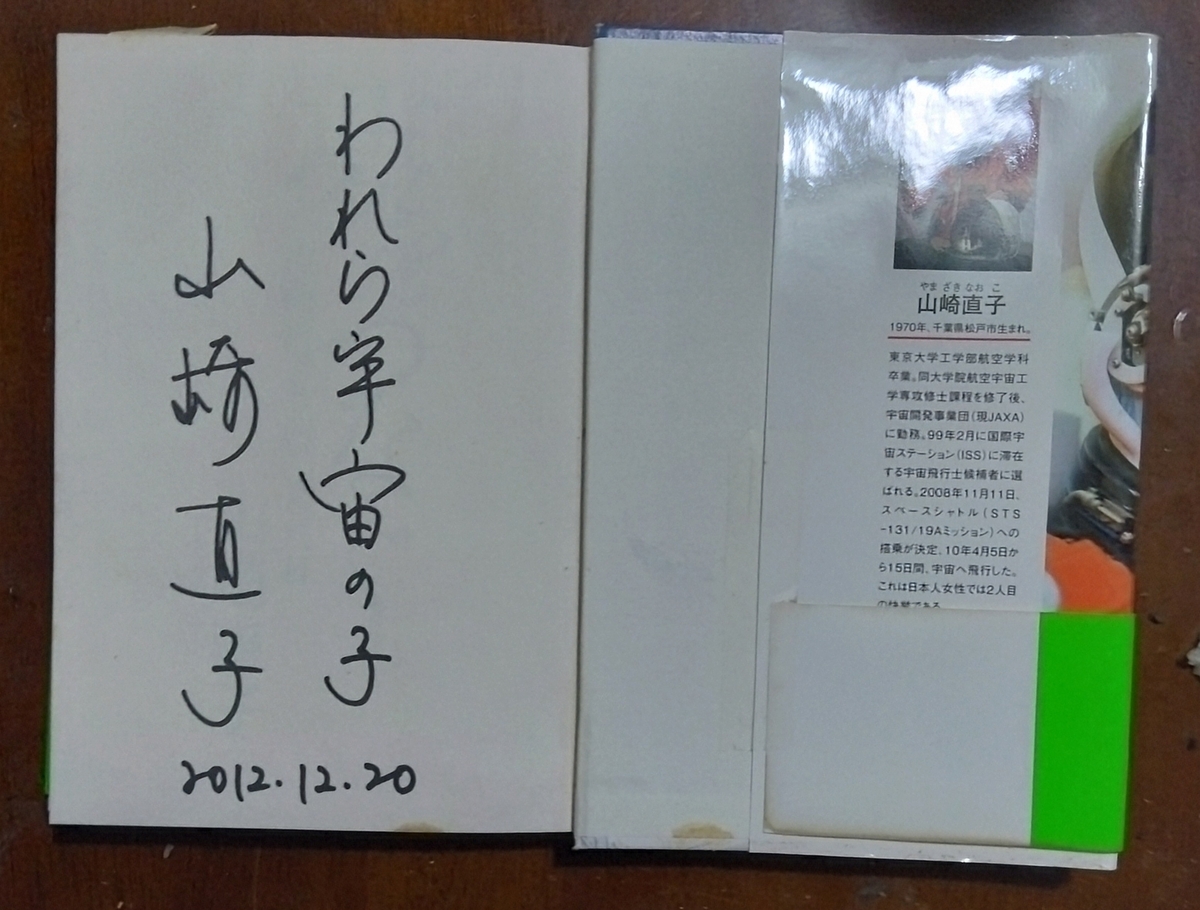 われら宇宙の子
山崎直子
2012.12.20
やまざきなおこ
山崎直子
1970年、千葉県松戸市生まれ。
東京大学工学部航空学科
卒業。同大学院航空宇宙工
学専攻修士課程を修了後、
宇宙開発事業団(現JAXA)
に勤務。99年2月に国際宇
宙ステーション(ISS)に滞在
する宇宙飛行士候補者に選
ばれる。2008年11月11日、
スペースシャトル(STS
-131/19Aミッション)への
搭乗が決定、10年4月5日か
ら15日間、宇宙へ飛行した。
これは日本人女性では2人目
の快挙である